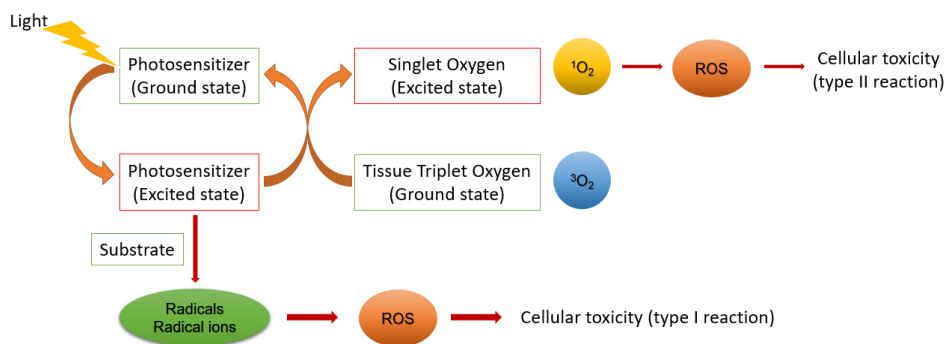 Light
Photosensitizer
(Ground state)
Singlet Oxygen
(Excited state)
¹O₂
ROS
Cellular toxicity
(type II reaction)
Photosensitizer
(Excited state)
Tissue Triplet Oxygen
(Ground state)
³O₂
Substrate
Radicals
Radical ions
ROS
Cellular toxicity (type I reaction)